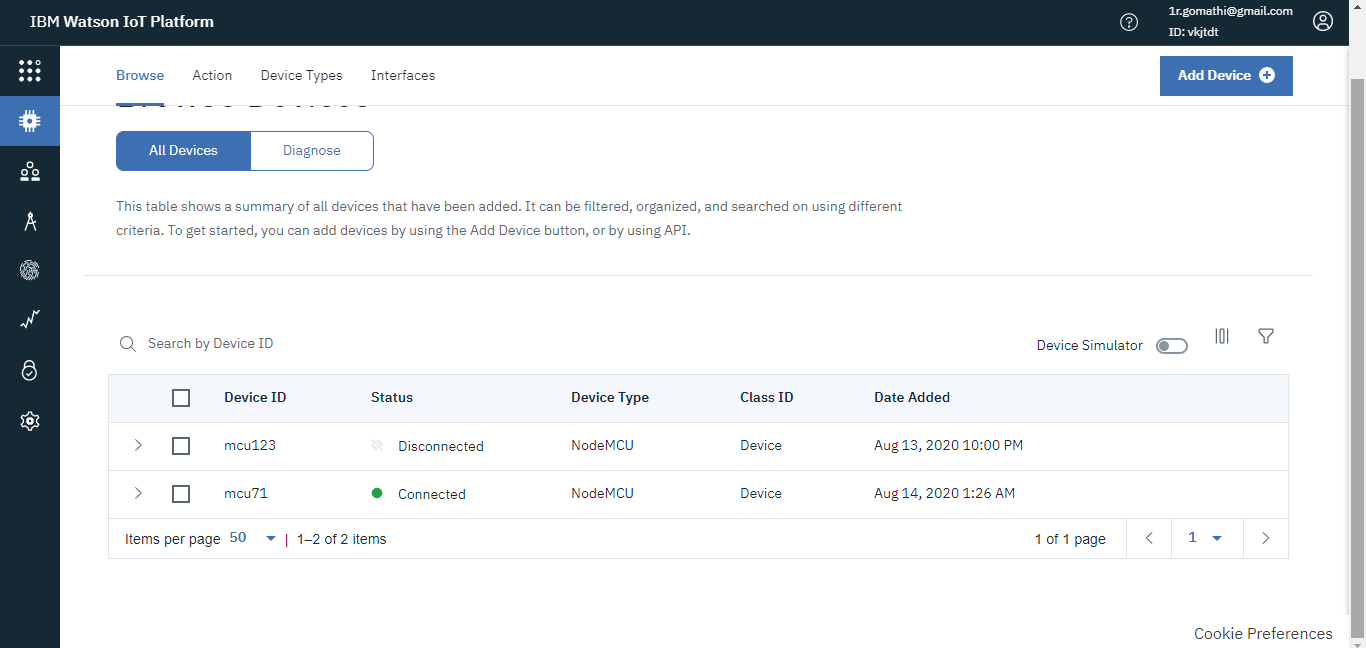 IBM Watson IoT Platform
1r.gomathi@gmail.com
ID: vkjtdt
Browse Action Device Types Interfaces
Add Device
All Devices Diagnose
This table shows a summary of all devices that have been added. It can be filtered, organized, and searched on using different
criteria. To get started, you can add devices by using the Add Device button, or by using API.
Search by Device ID
Device Simulator
Device ID Status Device Type Class ID Date Added
mcu123 Disconnected NodeMCU Device Aug 13, 2020 10:00 PM
mcu71 Connected NodeMCU Device Aug 14, 2020 1:26 AM
Items per page 50 | 1–2 of 2 items 1 of 1 page 1
Cookie Preferences